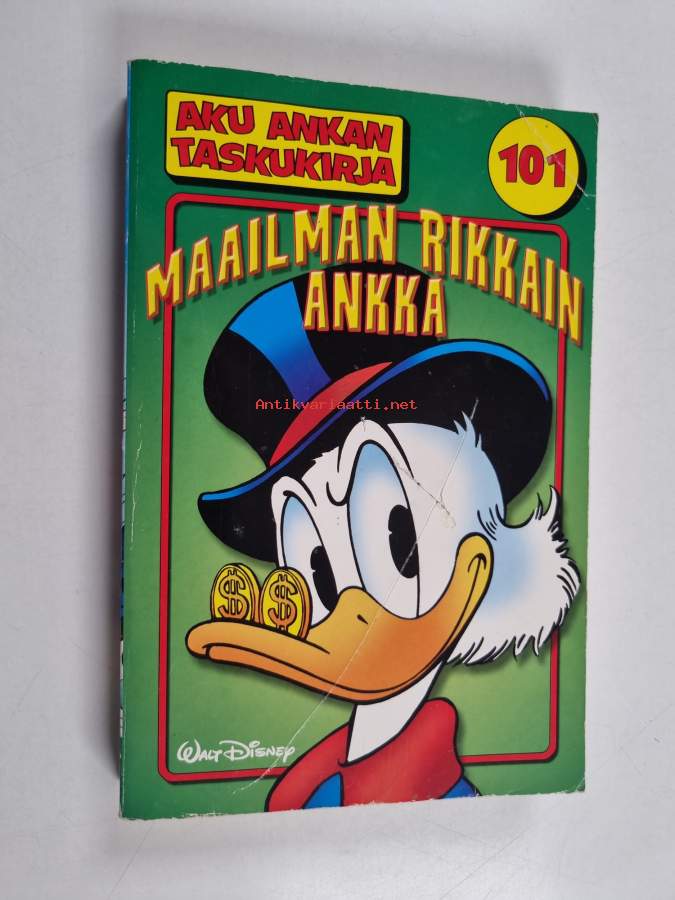 AKU ANKAN
TASKUKIRJA
101
MAAILMAN RIKKAIN
ANKKA
Antikvariaatti.net
$ $
WALT DISNEY